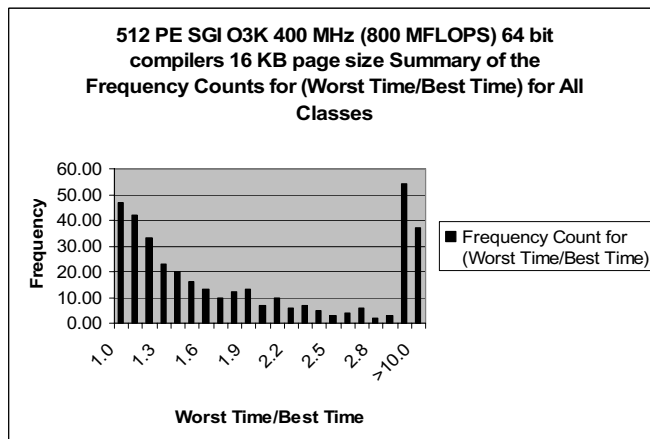 512 PE SGI O3K 400 MHz (800 MFLOPS) 64 bit
compilers 16 KB page size Summary of the
Frequency Counts for (Worst Time/Best Time) for All
Classes
60.00
50.00
40.00
30.00
20.00
10.00
0.00
Frequency
1.0
1.3
1.6
1.9
2.2
2.5
2.8
>10.0
Worst Time/Best Time
Frequency Count for
(Worst Time/Best Time)